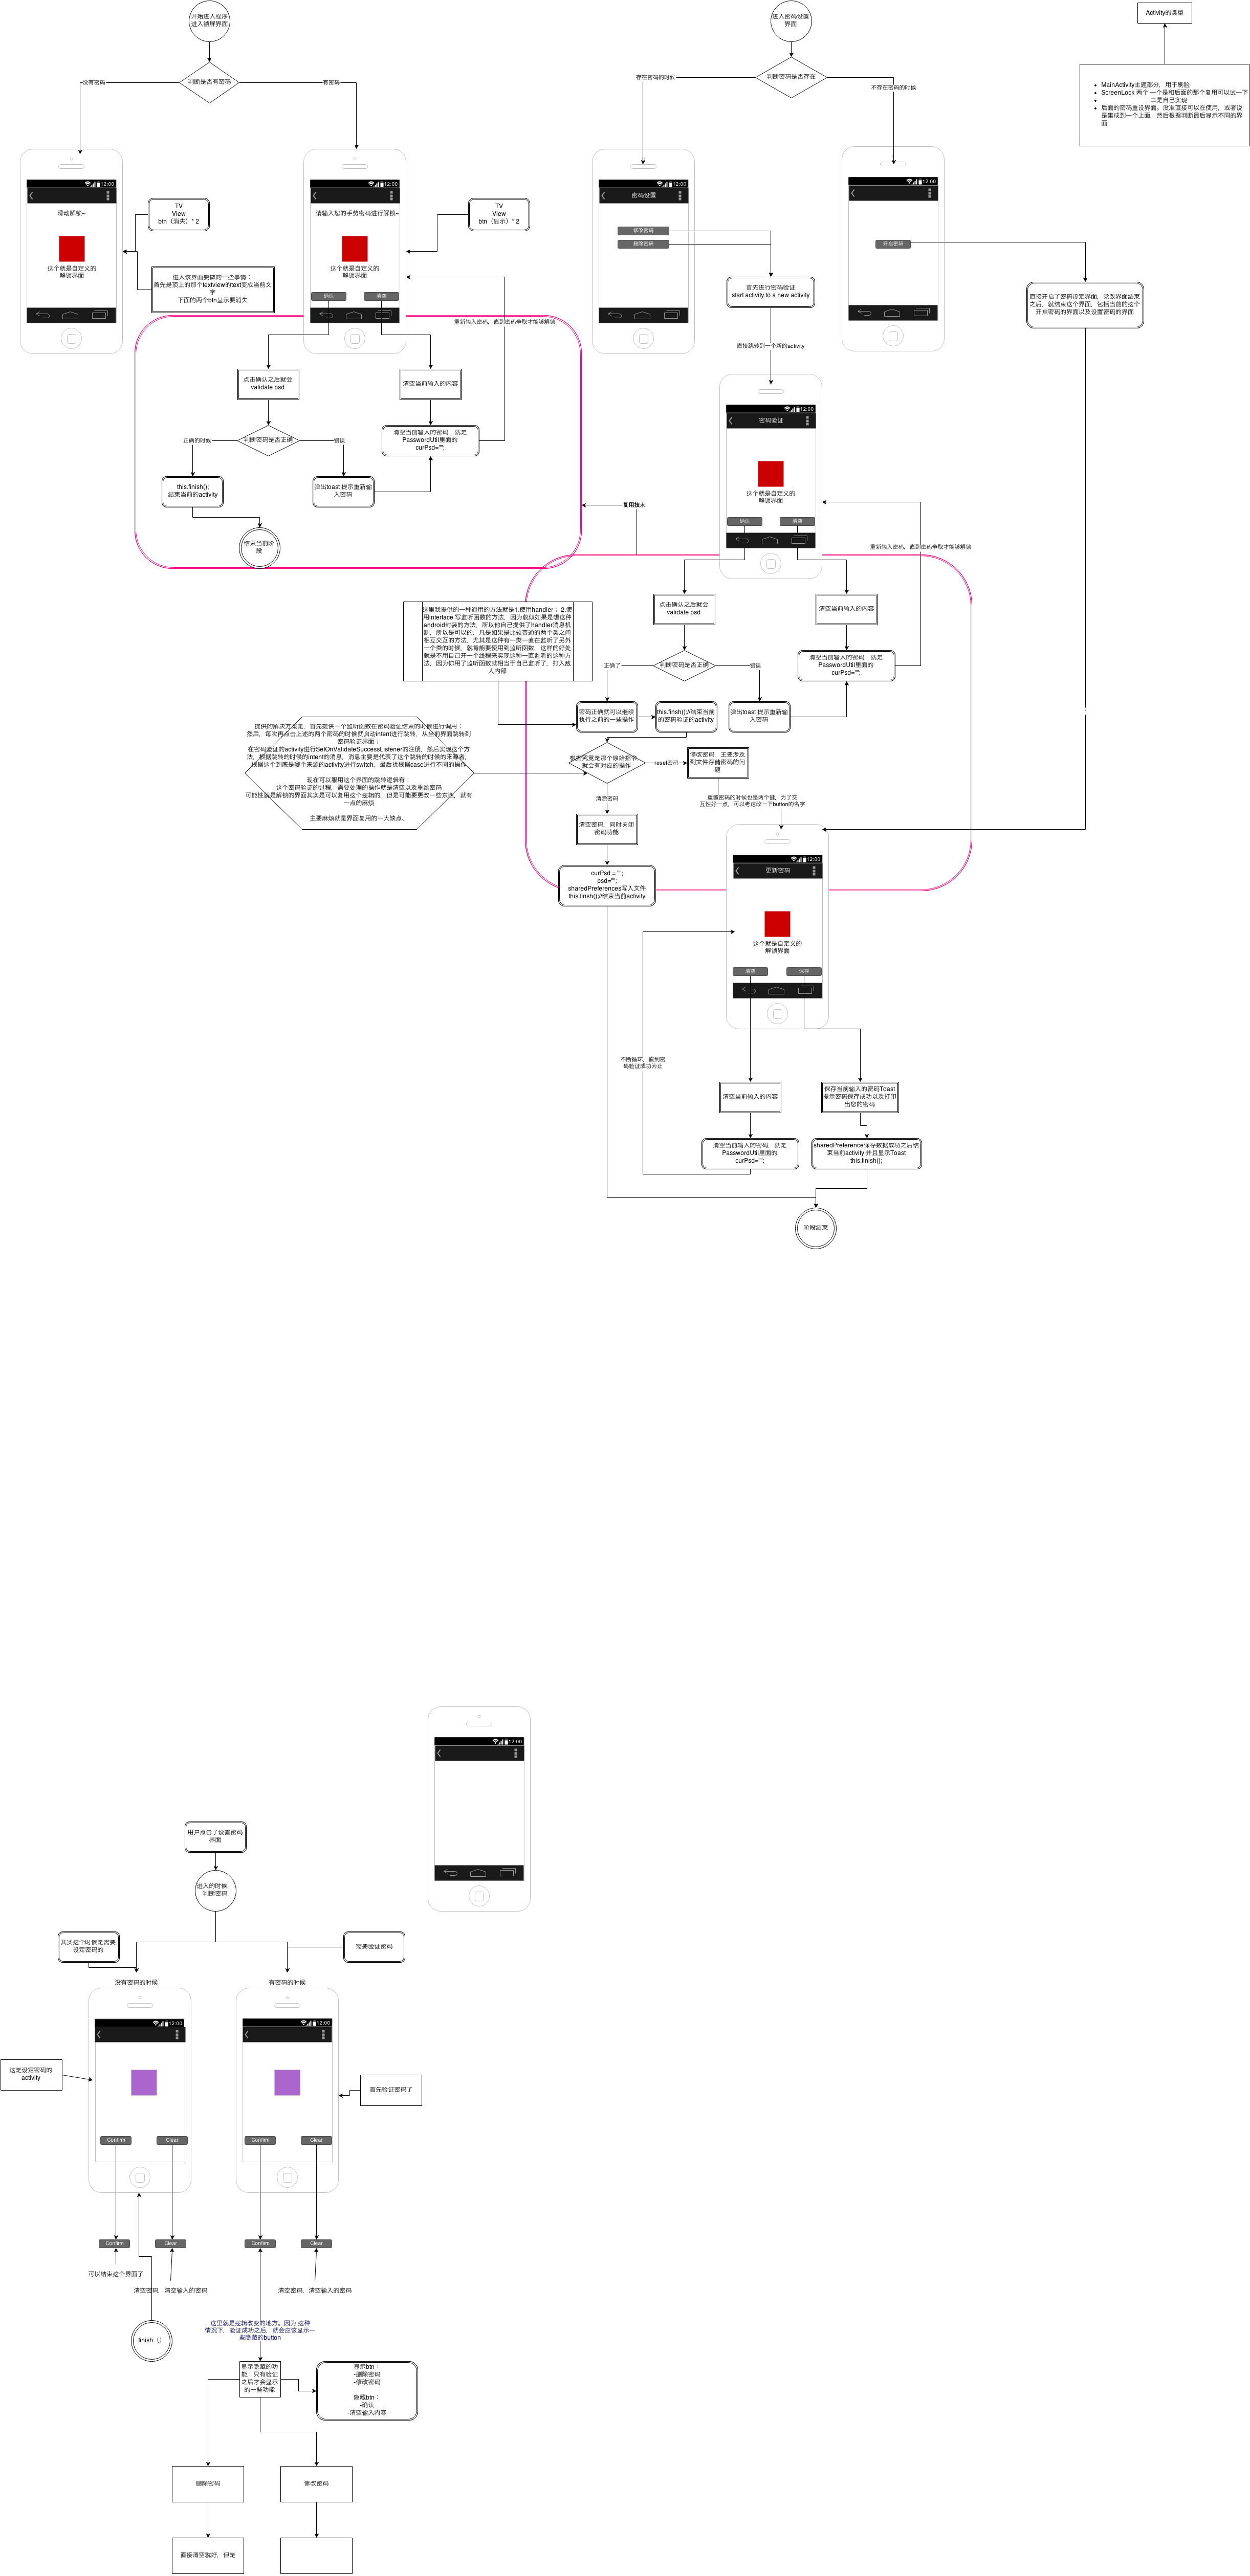 开始进入程序
进入锁屏界面
判断是否有密码
没有密码
有密码
12:00
滑动解锁~
这个就是自定义的
解锁界面
TV
View
btn（消失）* 2
进入该界面要做的一些事情：
首先是顶上的那个textview的text变成当前文
字
下面的两个btn显示要消失
12:00
请输入您的手势密码进行解锁~
这个就是自定义的
解锁界面
确认
清空
TV
View
btn（显示）* 2
重新输入密码，直到密码争取才能够解锁
点击确认之后就会
validate psd
清空当前输入的内容
判断密码是否正确
正确的时候
错误
清空当前输入的密码，就是
PasswordUtil里面的
curPsd="";
this.finish();
结束当前的activity
弹出toast 提示重新输
入密码
结束当前阶
段
进入密码设置
界面
判断密码是否存在
存在密码的时候
不存在密码的时候
12:00
密码设置
修改密码
删除密码
12:00
开启密码
首先进行密码验证
start activity to a new activity
直接跳转到一个新的activity
直接开启了密码设定界面，党改界面结束
之后，就结束这个界面，包括当前的这个
开启密码的界面以及设置密码的界面
Activity的类型
MainActivity主题部分，用于刷脸
ScreenLock 两个 一个是和后面的那个复用可以试一下
二是自己实现
后面的密码重设界面。没准直接可以在使用，或者说
是集成到一个上面，然后根据判断最后显示不同的界
面
12:00
密码验证
这个就是自定义的
解锁界面
确认
清空
复用技术
重新输入密码，直到密码争取才能够解锁
点击确认之后就会
validate psd
清空当前输入的内容
判断密码是否正确
正确了
错误
清空当前输入的密码，就是
PasswordUtil里面的
curPsd="";
这里我提供的一种通用的方法就是1.使用handler ； 2.使
用interface 写监听函数的方法，因为貌似如果是想这种
android封装的方法，所以他自己提供了handler消息机
制，所以是可以的，凡是如果是比较普通的两个类之间
相互交互的方法，尤其是这种有一类一直在监听了另外
一个类的时候，就肯能要使用到监听函数，这样的好处
就是不用自己开一个线程来实现这种一直监听的这种方
法，因为你用了监听函数就相当于自己监听了，打入敌
人内部
密码正确就可以继续
执行之前的一些操作
this.finsh();//结束当前
的密码验证的activity
弹出toast 提示重新输
入密码
提供的解决方案是，首先提供一个监听函数在密码验证结束的时候进行调用；
然后，每次再点击上述的两个密码的时候就启动intent进行跳转，从当前界面跳转到
密码验证界面；
在密码验证的activity进行SetOnValidateSuccessListener的注册，然后实现这个方
法，根据跳转的时候的intent的消息，消息主要是代表了这个跳转的时候的来源者，
根据这个到底是哪个来源的activity进行switch，最后找根据case进行不同的操作
现在可以服用这个界面的跳转逻辑有：
这个密码验证的过程，需要处理的操作就是清空以及重绘密码
可能性就是解锁的界面其实是可以复用这个逻辑的，但是可能要更改一些东西，就有
一点的麻烦
主要麻烦就是界面复用的一大缺点。
根据究竟是那个原始指节，
就会有对应的操作
reset密码
修改密码，主要涉及
到文件存储密码的问
题
清除密码
重置密码的时候也是两个键，为了交
互性好一点，可以考虑改一下button的名字
清空密码，同时关闭
密码功能
curPsd = "";
psd="";
sharedPreferences写入文件
this.finsh();//结束当前activity
12:00
更新密码
这个就是自定义的
解锁界面
清空
保存
不断循环，直到密
码验证成功为止
清空当前输入的内容
保存当前输入的密码Toast
提示密码保存成功以及打印
出您的密码
清空当前输入的密码，就是
PasswordUtil里面的
curPsd="";
sharedPreference保存数据成功之后结
束当前activity 并且显示Toast
this.finish();
阶段结束
12:00
用户点击了设置密码
界面
进入的时候，
判断密码
其实这个时候是需要
设定密码的
需要验证密码
没有密码的时候
有密码的时候
12:00
12:00
这是设定密码的
activity
首先验证密码了
Confirm
Clear
Confirm
Clear
Confirm
Clear
Confirm
Clear
可以结束这个界面了
清空密码，清空输入的密码
清空密码，清空输入的密码
finish（）
这里就是逻辑改变的地方。因为 这种
情况下，验证成功之后，就会应该显示一
些隐藏的button
显示隐藏的功
能，只有验证
之后才会显示
的一些功能
显示btn：
-删除密码
-修改密码
隐藏btn：
-确认
-清空输入内容
删除密码
修改密码
直接清空就好，但是